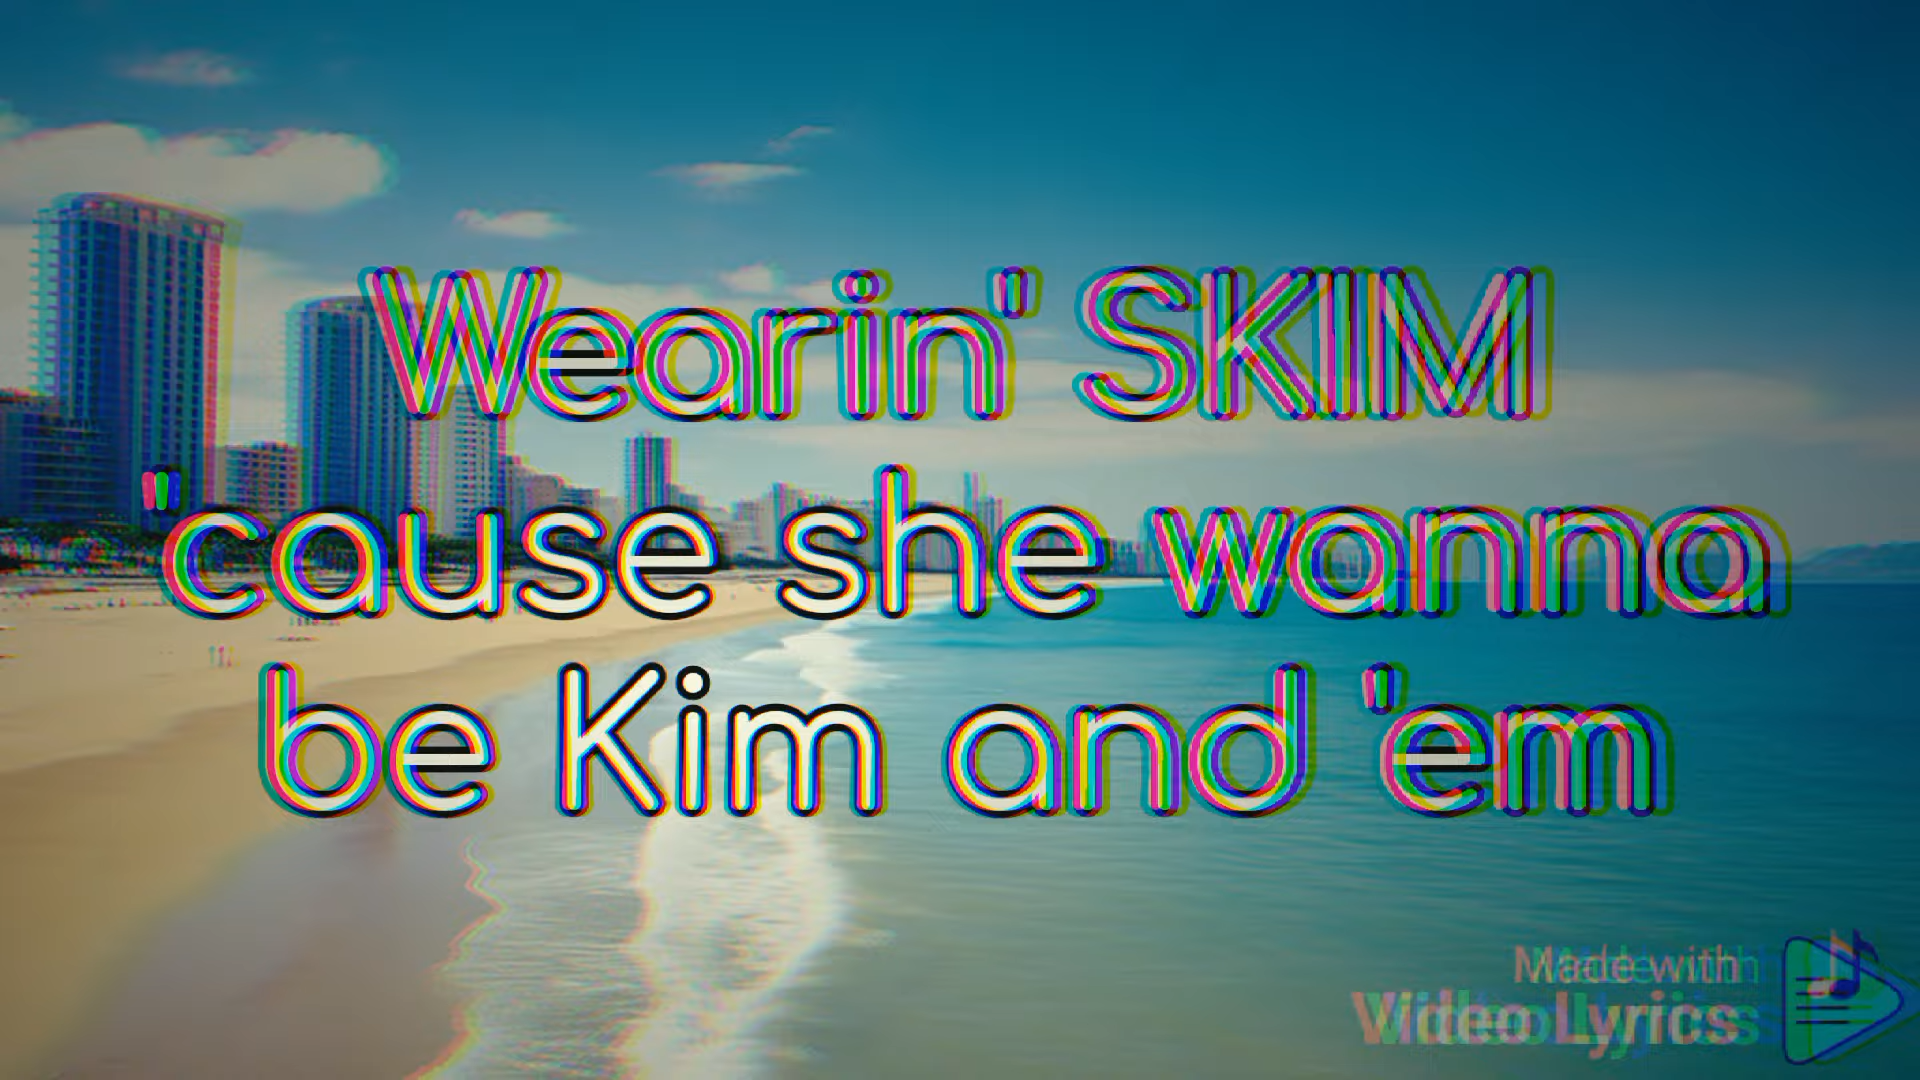 Wearin' SKIM
'cause she wanna
be Kim and 'em
Made with
Video Lyrics